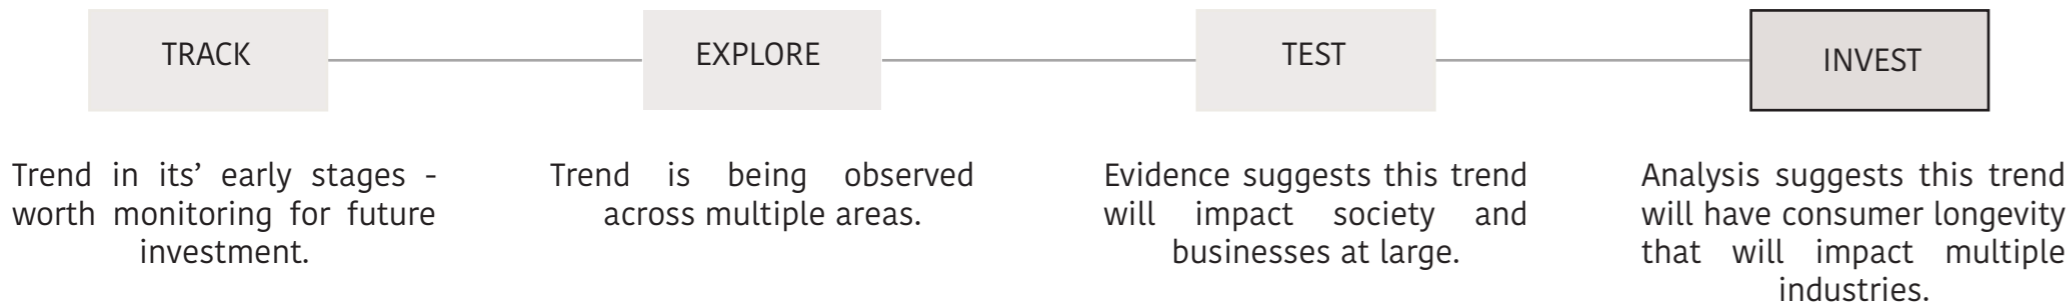 TRACK
Trend in its’ early stages -
worth monitoring for future
investment.
EXPLORE
Trend is being observed
across multiple areas.
TEST
Evidence suggests this trend
will impact society and
businesses at large.
INVEST
Analysis suggests this trend
will have consumer longevity
that will impact multiple
industries.